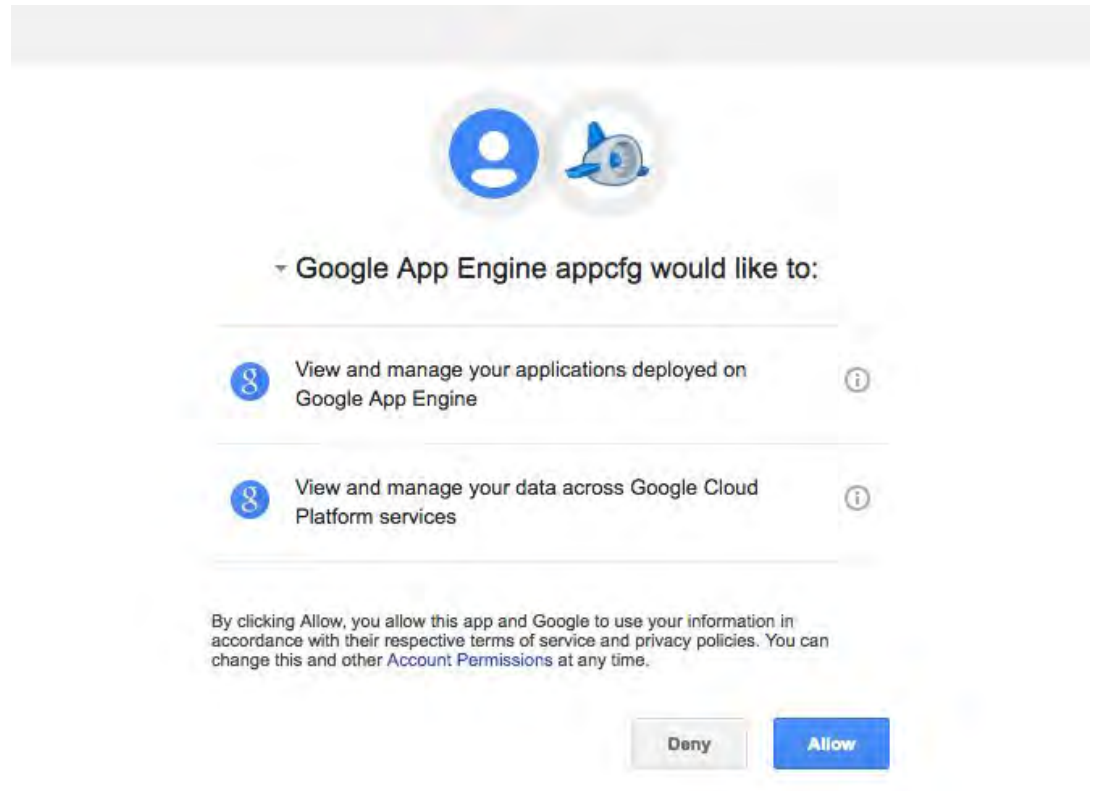 Google App Engine appcfg would like to:
g
View and manage your applications deployed on
Google App Engine
g
View and manage your data across Google Cloud
Platform services
By clicking Allow, you allow this app and Google to use your information in
accordance with their respective terms of service and privacy policies. You can
change this and other Account Permissions at any time.
Deny Allow